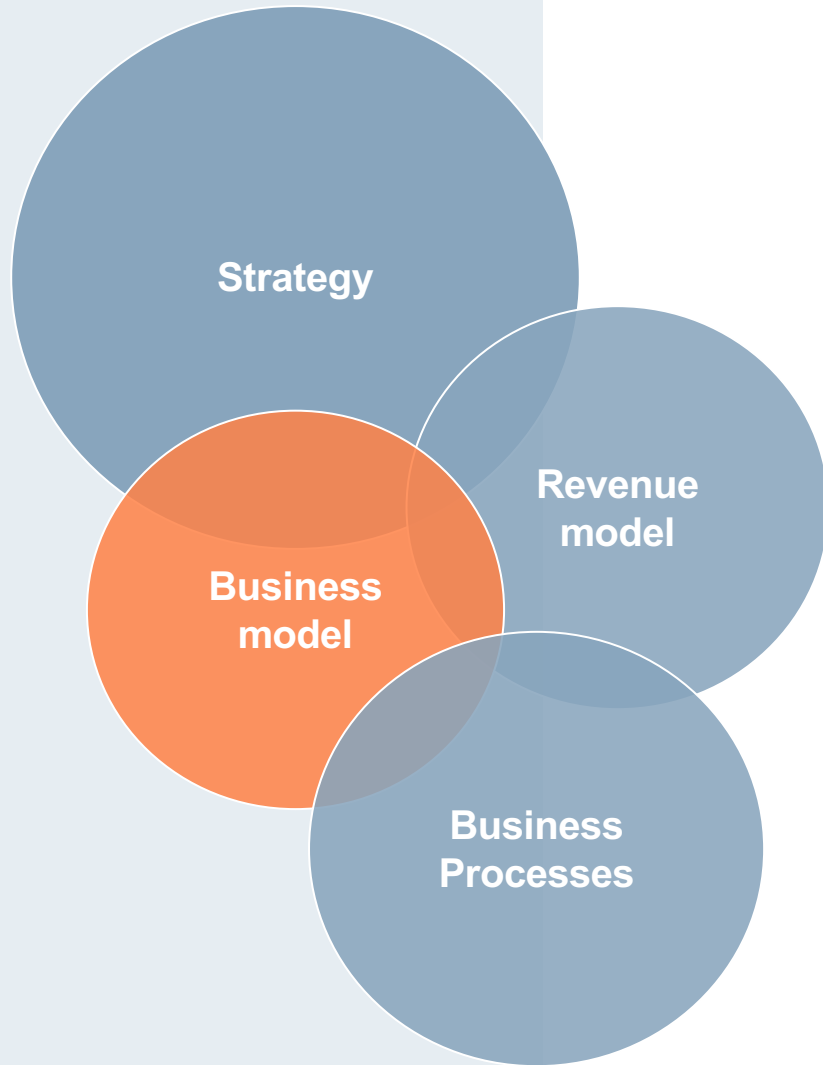 Strategy
Revenue
model
Business
model
Business
Processes